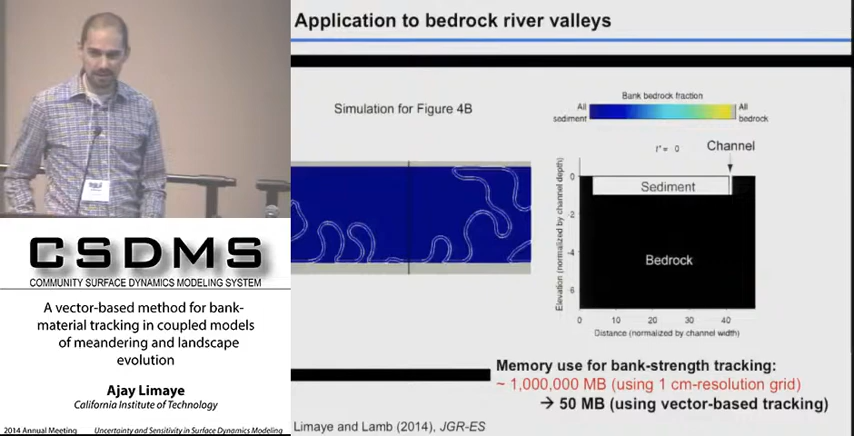 Application to bedrock river valleys
Simulation for Figure 4B
Bank bedrock fraction
All sediment
All bedrock
t* = 0
Channel
Sediment
Bedrock
Elevation (normalized by channel depth)
0
-2
-4
-6
0 10 20 30 40
Distance (normalized by channel width)
Memory use for bank-strength tracking:
~ 1,000,000 MB (using 1 cm-resolution grid)
→ 50 MB (using vector-based tracking)
Limaye and Lamb (2014), JGR-ES
CSDMS
COMMUNITY SURFACE DYNAMICS MODELING SYSTEM
A vector-based method for bank-
material tracking in coupled models
of meandering and landscape
evolution
Ajay Limaye
California Institute of Technology
2014 Annual Meeting Uncertainty and Sensitivity in Surface Dynamics Modeling